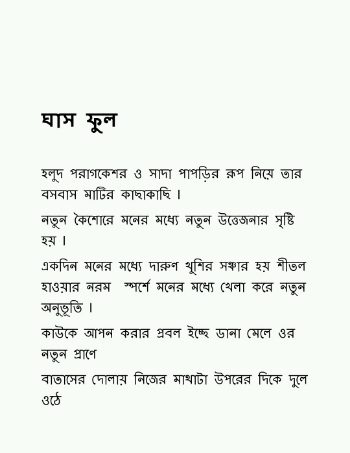 ঘাস ফুল
হলুদ পরাগকেশর ও সাদা পাপড়ির রূপ নিয়ে তার
বসবাস মাটির কাছাকাছি ।
নতুন কৈশোরে মনের মধ্যে নতুন উত্তেজনার সৃষ্টি
হয় ।
একদিন মনের মধ্যে দারুণ খুশির সঞ্চার হয় শীতল
হাওয়ার নরম স্পর্শে মনের মধ্যে খেলা করে নতুন
অনুভূতি ।
কাউকে আপন করার প্রবল ইচ্ছে ডানা মেলে ওর
নতুন প্রাণে
বাতাসের দোলায় নিজের মাথাটা উপরের দিকে দুলে
ওঠে